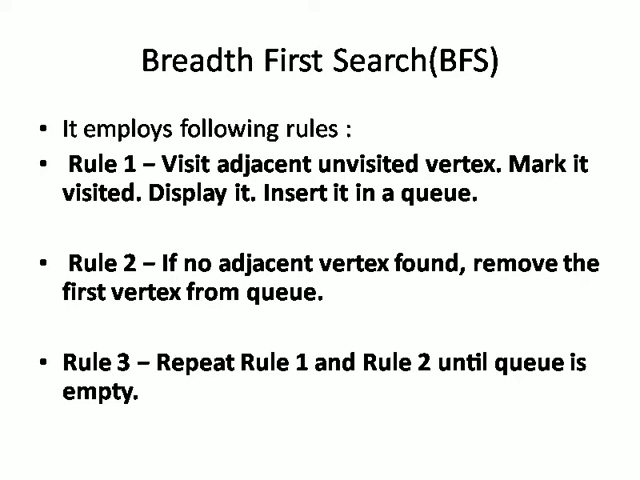 Breadth First Search(BFS)
• It employs following rules :
• Rule 1 – Visit adjacent unvisited vertex. Mark it
visited. Display it. Insert it in a queue.
• Rule 2 – If no adjacent vertex found, remove the
first vertex from queue.
• Rule 3 – Repeat Rule 1 and Rule 2 until queue is
empty.